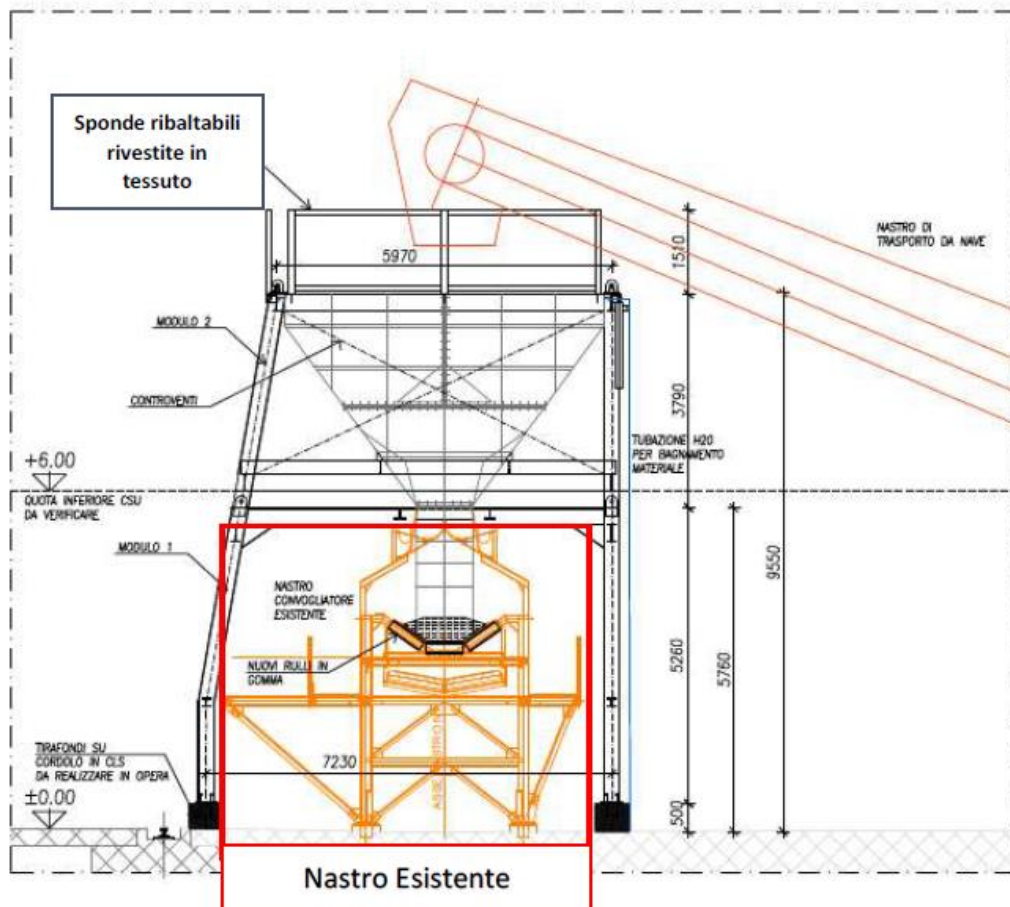 Sponde ribaltabili
rivestite in
tessuto
NASTRO DI
TRASPORTO DA NAVE
1510
5970
MODULO 2
CONTROVENTI
3790
TUBAZIONE H20
PER BAGNAMENTO
MATERIALE
+6.00
QUOTA INFERIORE CSU
DA VERIFICARE
MODULO 1
9550
NASTRO
CONVOGLIATORE
ESISTENTE
NUOVI RULLI IN
GOMMA
5260
5760
TIRAFONDI SU
CORDOLO IN CLS
DA REALIZZARE IN OPERA
7230
±0.00
500
Nastro Esistente